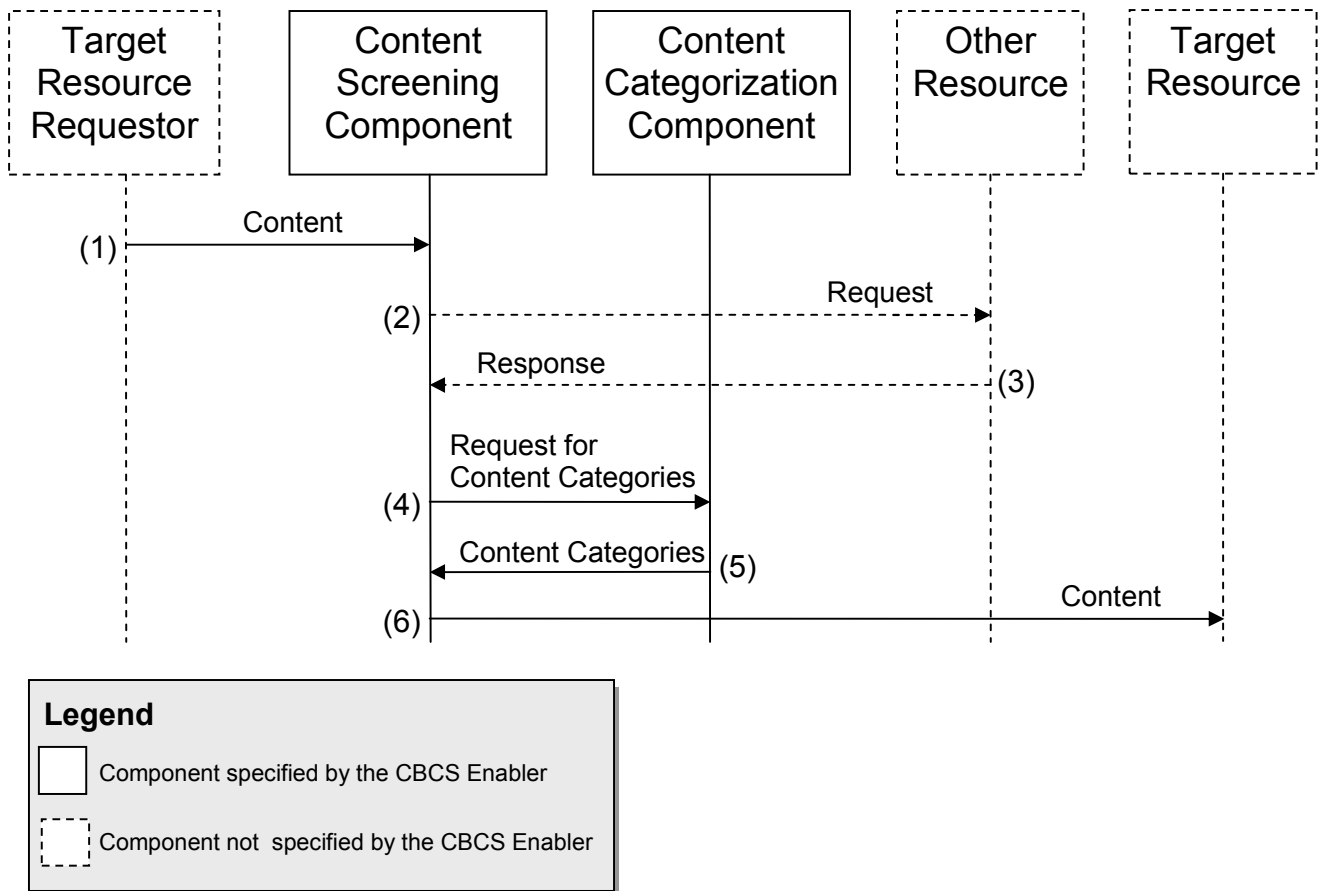 Target
Resource
Requestor
Content
Screening
Component
Content
Categorization
Component
Other
Resource
Target
Resource
Content
(1)
Request
(2)
Response
(3)
Request for
Content Categories
(4)
Content Categories
(5)
Content
(6)
Legend
Component specified by the CBCS Enabler
Component not specified by the CBCS Enabler